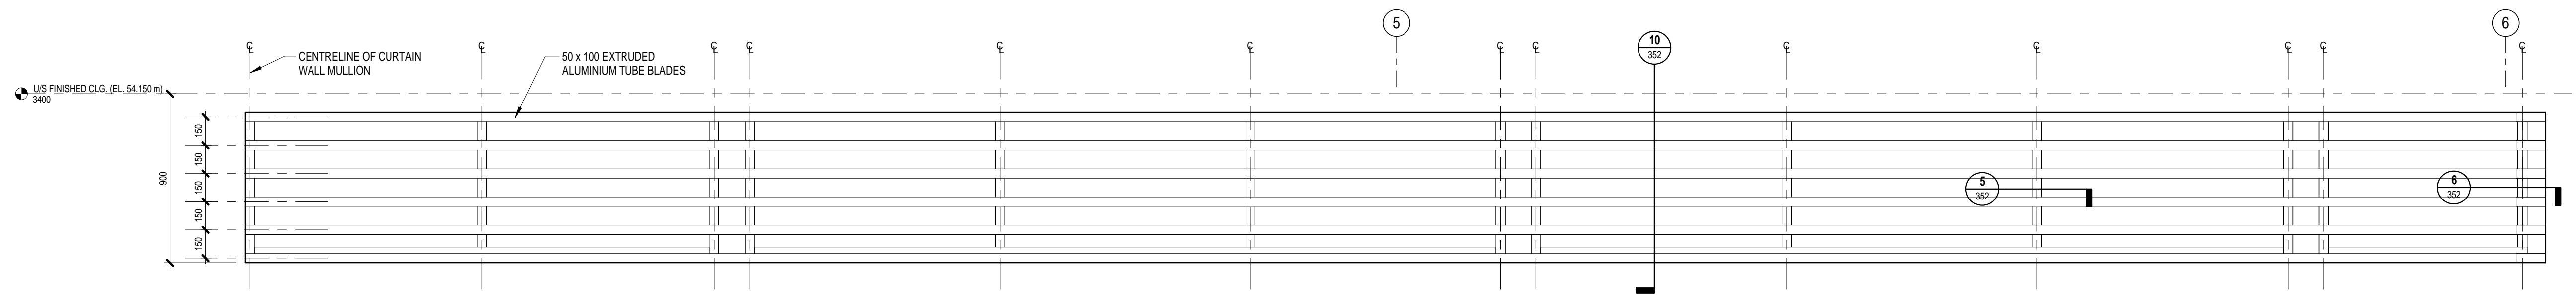 5
6
℄ ℄ ℄ ℄ ℄ ℄ ℄ ℄ ℄ ℄ ℄ ℄ ℄
10
352
CENTRELINE OF CURTAIN
WALL MULLION
50 x 100 EXTRUDED
ALUMINIUM TUBE BLADES
U/S FINISHED CLG. (EL. 54.150 m)
3400
150
150
150
150
150
900
5
352
6
352